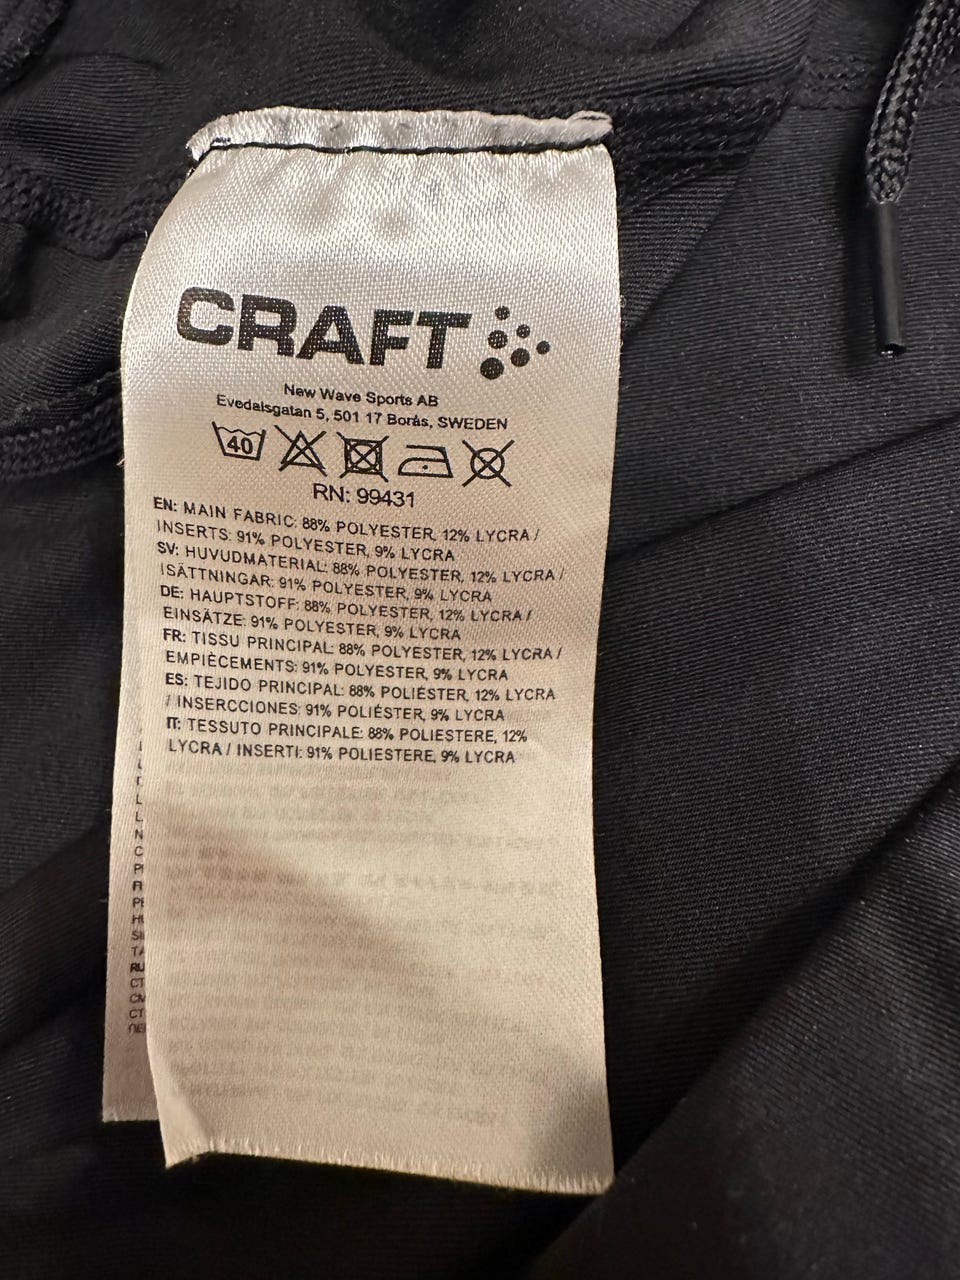 CRAFT
New Wave Sports AB
Evedalsgatan 5, 501 17 Borås, SWEDEN
40
RN: 99431
EN: MAIN FABRIC: 88% POLYESTER, 12% LYCRA /
INSERTS: 91% POLYESTER, 9% LYCRA
SV: HUVUDMATERIAL: 88% POLYESTER, 12% LYCRA /
ISÄTTNINGAR: 91% POLYESTER, 9% LYCRA
DE: HAUPTSTOFF: 88% POLYESTER, 12% LYCRA /
EINSÄTZE: 91% POLYESTER, 9% LYCRA
FR: TISSU PRINCIPAL: 88% POLYESTER, 12% LYCRA /
EMPIÈCEMENTS: 91% POLYESTER, 9% LYCRA
ES: TEJIDO PRINCIPAL: 88% POLIÉSTER, 12% LYCRA
/ INSERCCIONES: 91% POLIÉSTER, 9% LYCRA
IT: TESSUTO PRINCIPALE: 88% POLIESTERE, 12%
LYCRA / INSERTI: 91% POLIESTERE, 9% LYCRA